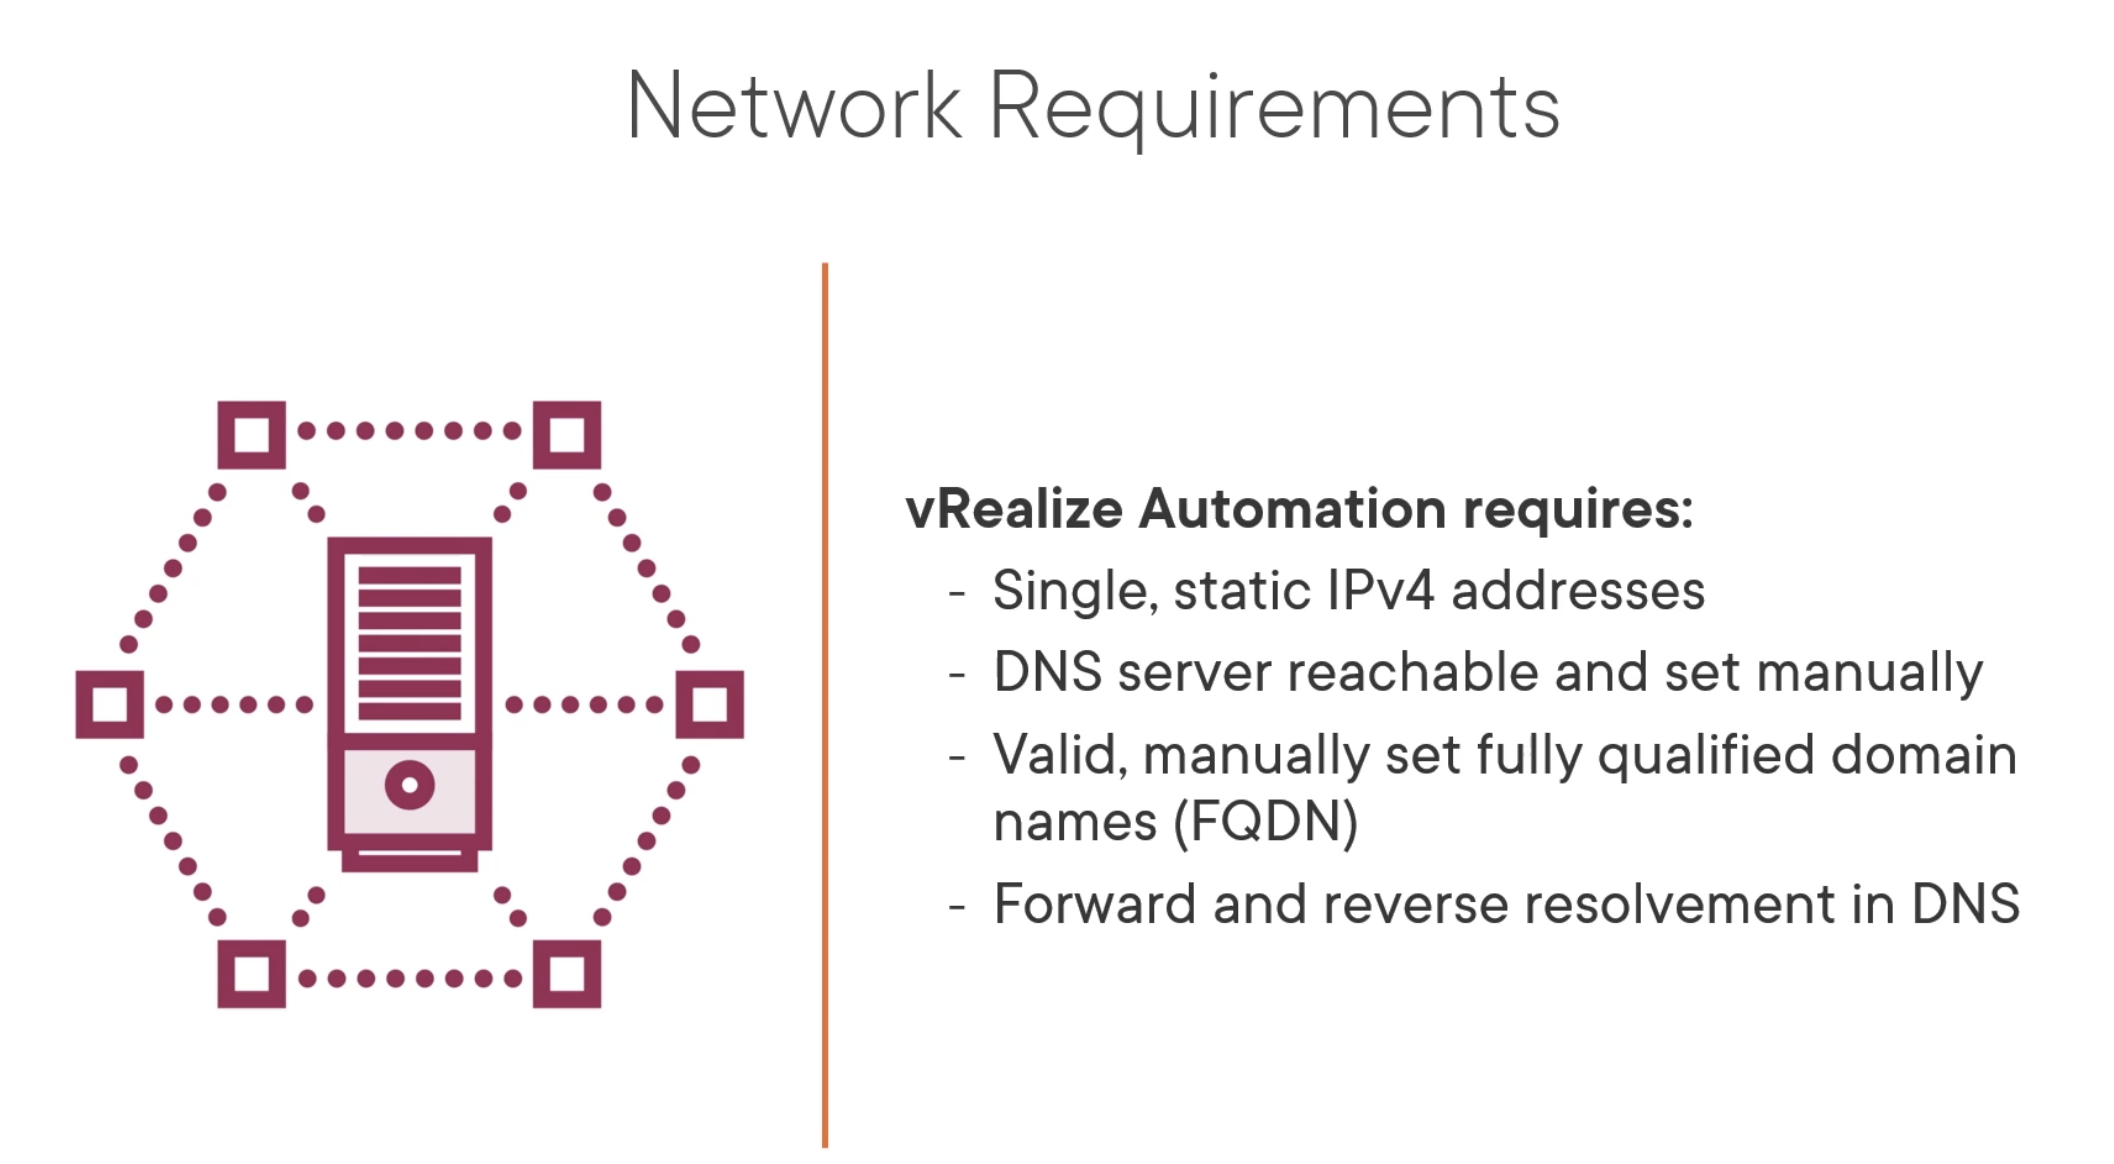 Network Requirements
vRealize Automation requires:
- Single, static IPv4 addresses
- DNS server reachable and set manually
- Valid, manually set fully qualified domain
names (FQDN)
- Forward and reverse resolvement in DNS